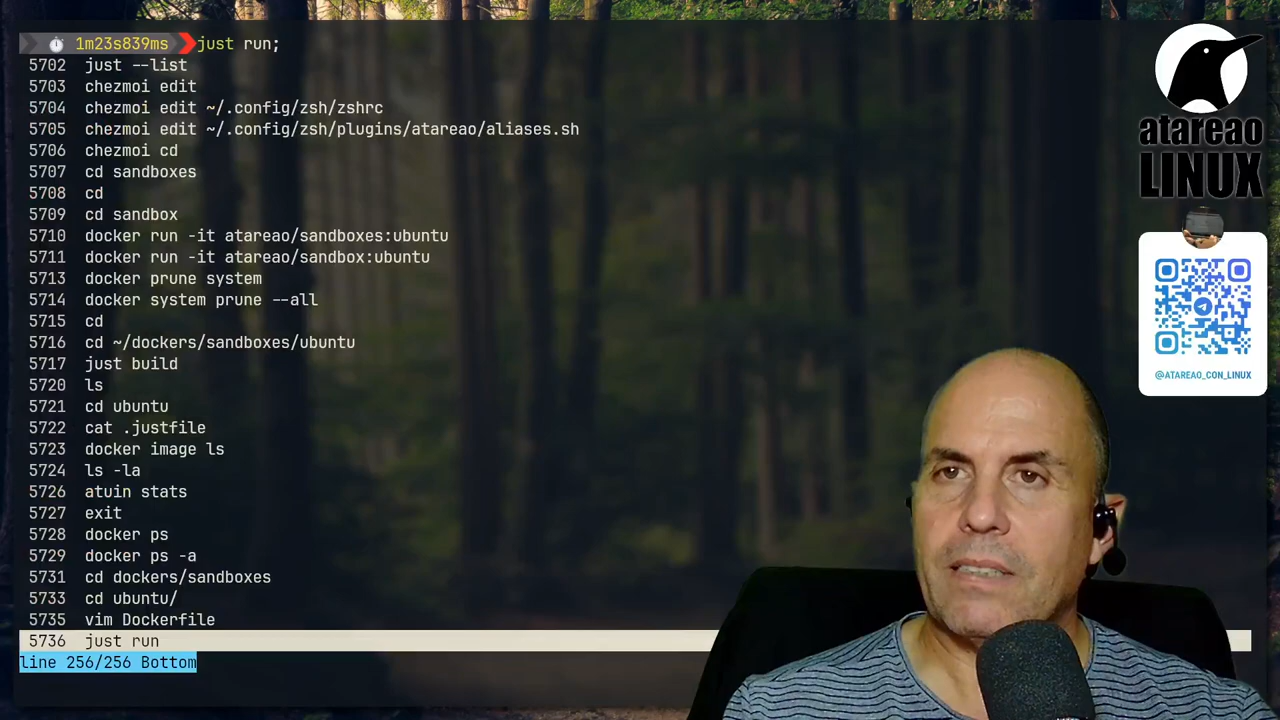 1m23s839ms just run;
5702 just --list
5703 chezmoi edit
5704 chezmoi edit ~/.config/zsh/zshrc
5705 chezmoi edit ~/.config/zsh/plugins/atareao/aliases.sh
5706 chezmoi cd
5707 cd sandboxes
5708 cd
5709 cd sandbox
5710 docker run -it atareao/sandboxes:ubuntu
5711 docker run -it atareao/sandbox:ubuntu
5713 docker prune system
5714 docker system prune --all
5715 cd
5716 cd ~/dockers/sandboxes/ubuntu
5717 just build
5720 ls
5721 cd ubuntu
5722 cat .justfile
5723 docker image ls
5724 ls -la
5726 atuin stats
5727 exit
5728 docker ps
5729 docker ps -a
5731 cd dockers/sandboxes
5733 cd ubuntu/
5735 vim Dockerfile
5736 just run
line 256/256 Bottom
atareao
LINUX
@ATAREAO_CON_LINUX